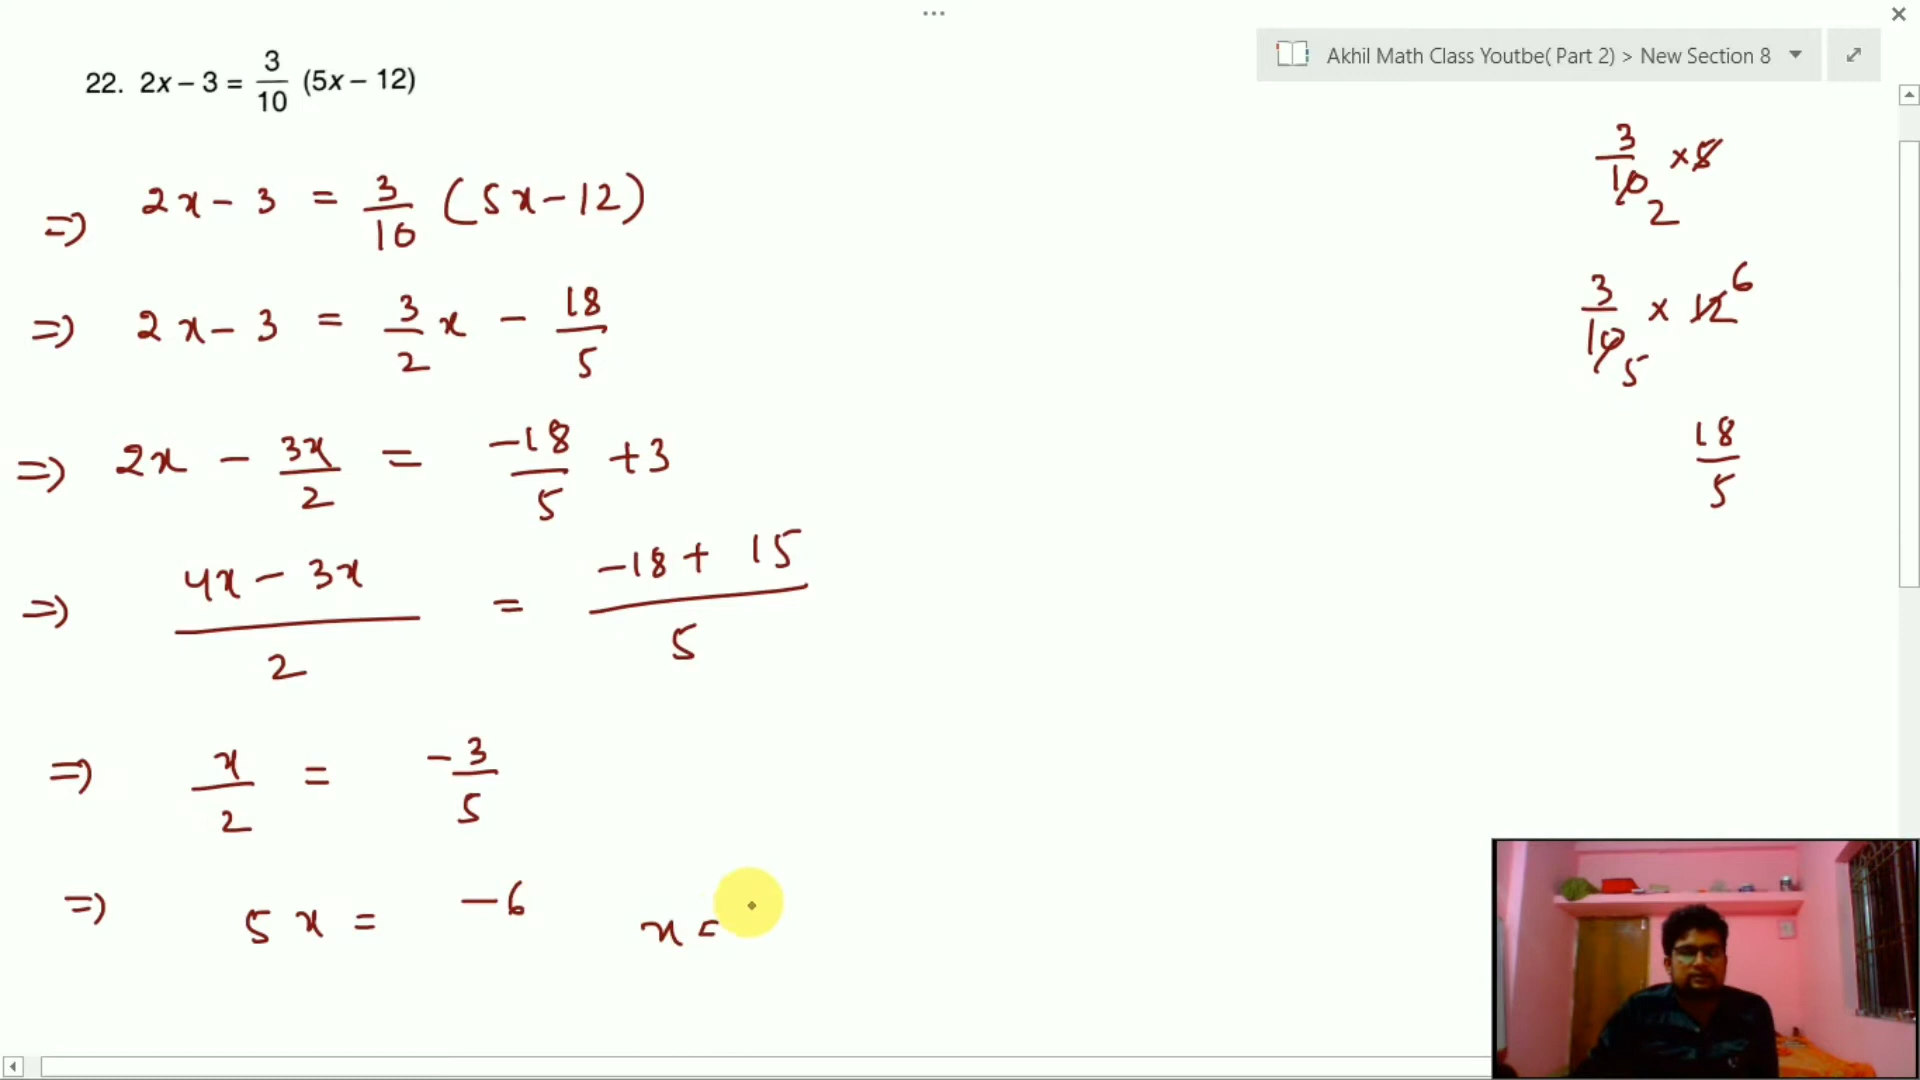 ...
Akhil Math Class Youtbe( Part 2) > New Section 8
22. 2x – 3 = 3/10 (5x – 12)
=) 2x - 3 = 3/10 (5x - 12)
=) 2x - 3 = 3/2 x - 18/5
=) 2x - 3x/2 = -18/5 + 3
=) 4x - 3x / 2 = -18 + 15 / 5
=) x/2 = -3/5
=) 5x = -6 x =
3/10 × 5
2
3/10 × 12 6
5
18/5